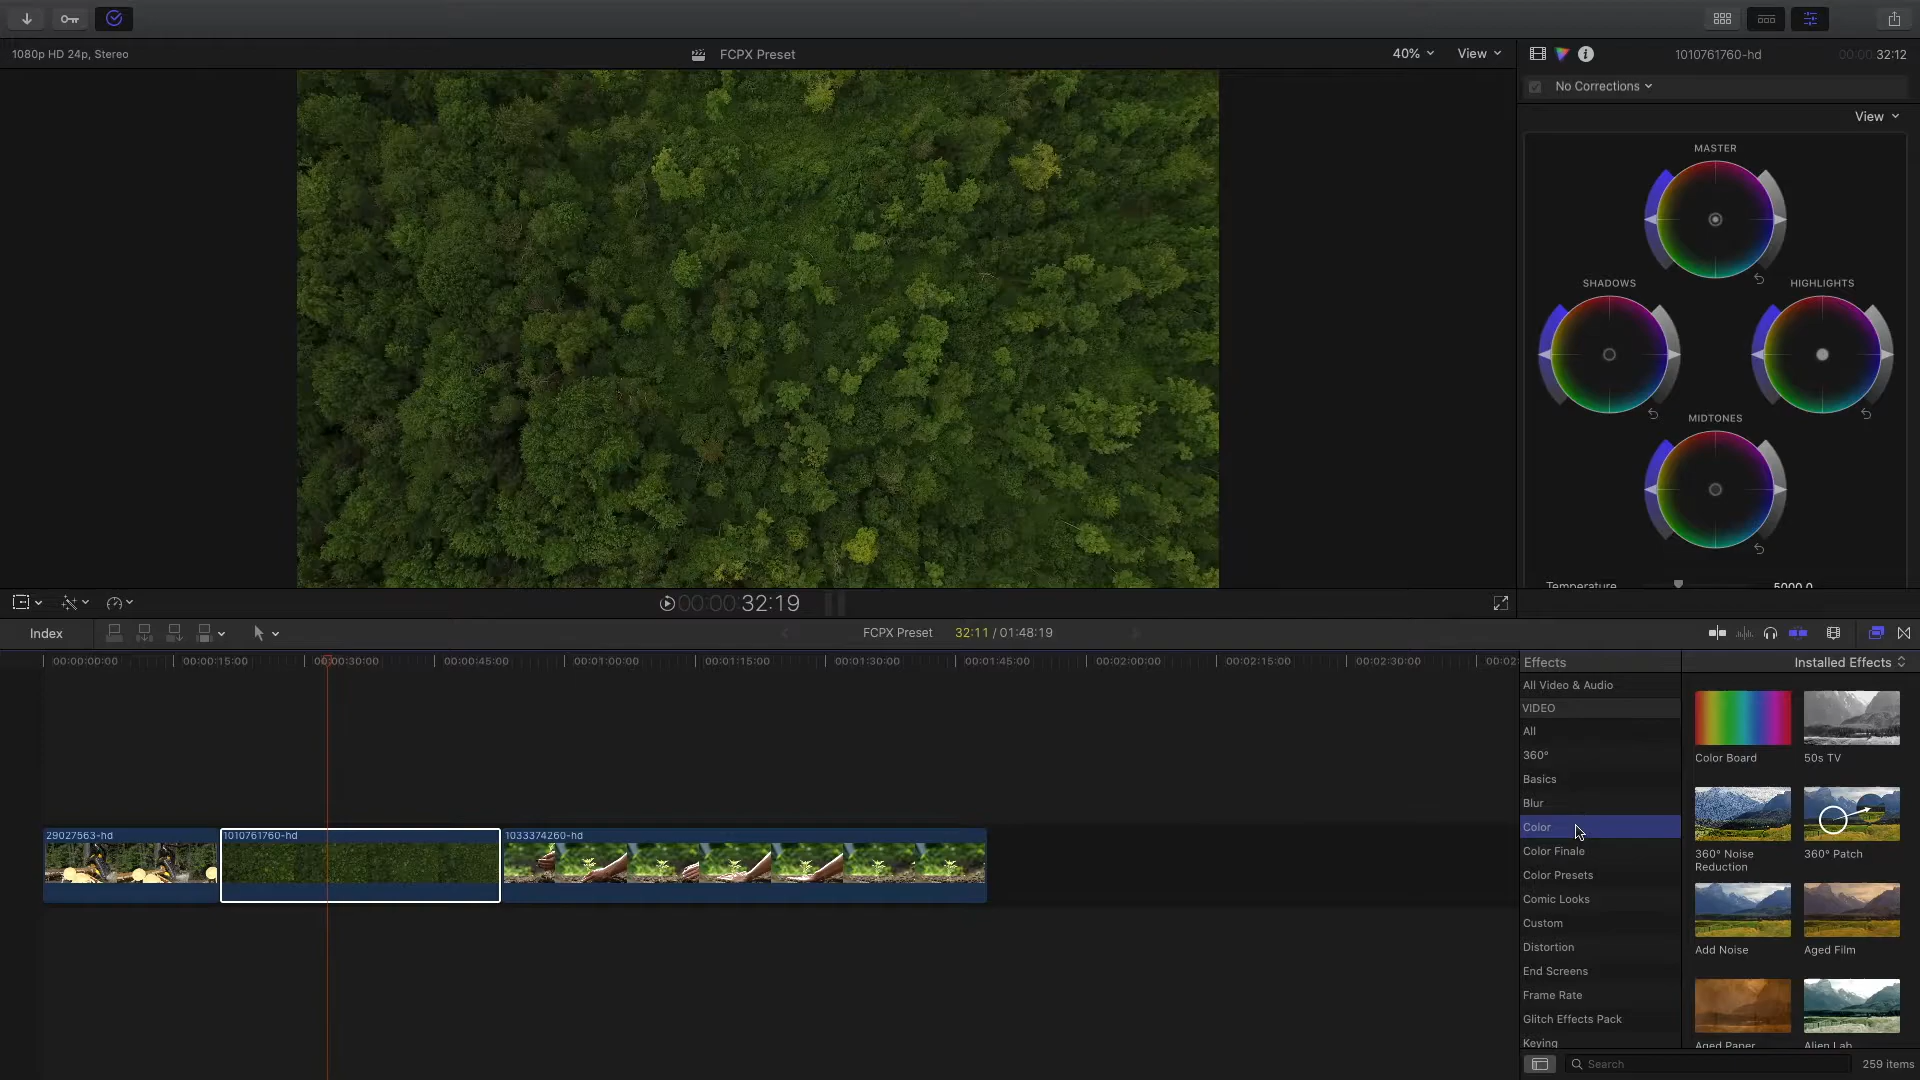 1080p HD 24p, Stereo
FCPX Preset
40%
View
1010761760-hd
00:00:32:12
No Corrections
View
MASTER
SHADOWS
HIGHLIGHTS
MIDTONES
Temperature
5000.0
00:00:32:19
Index
FCPX Preset
32:11 / 01:48:19
00:00:00:00
00:00:15:00
00:00:30:00
00:00:45:00
00:01:00:00
00:01:15:00
00:01:30:00
00:01:45:00
00:02:00:00
00:02:15:00
00:02:30:00
00:02:
29027563-hd
1010761760-hd
1033374260-hd
Effects
Installed Effects
All Video & Audio
VIDEO
All
360°
Basics
Blur
Color
Color Finale
Color Presets
Comic Looks
Custom
Distortion
End Screens
Frame Rate
Glitch Effects Pack
Keying
Color Board
50s TV
360° Noise
Reduction
360° Patch
Add Noise
Aged Film
Aged Paper
Alien Lab
Search
259 items